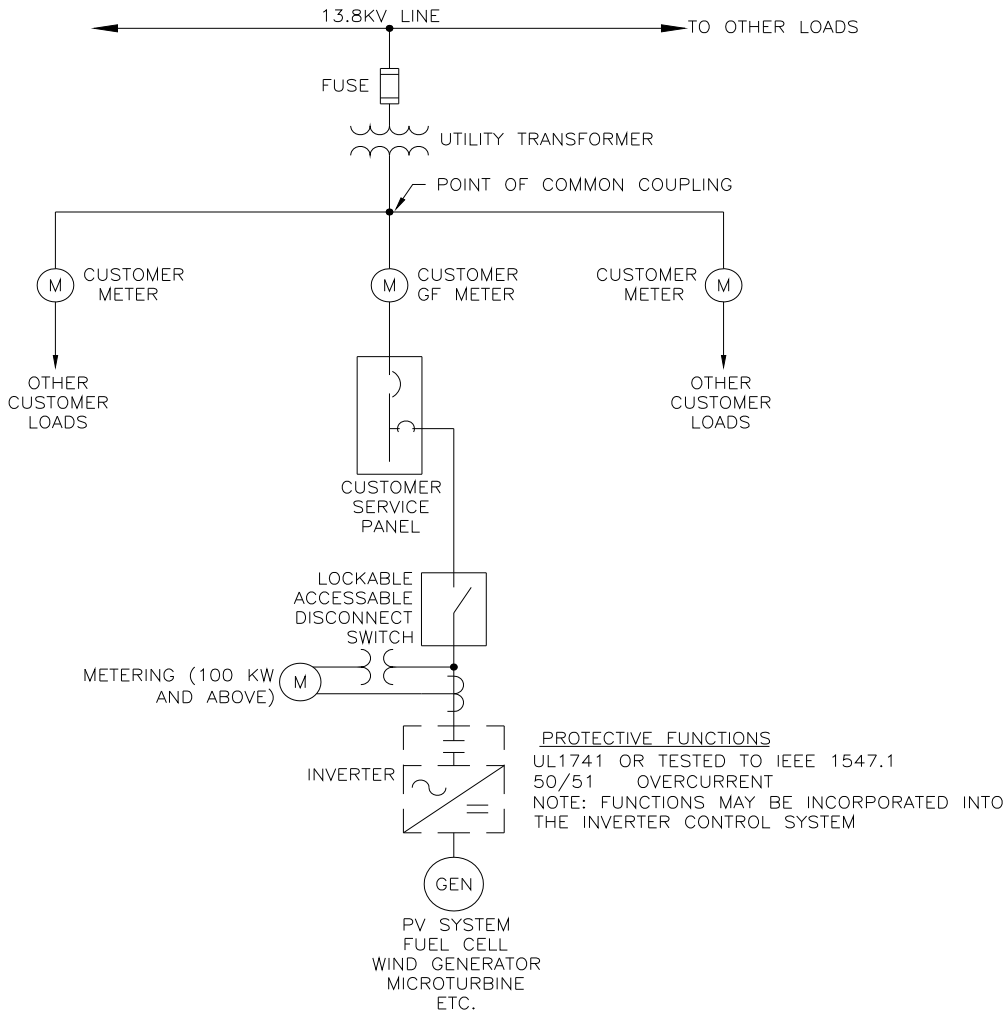 13.8KV LINE
TO OTHER LOADS
FUSE
UTILITY TRANSFORMER
POINT OF COMMON COUPLING
M
CUSTOMER
METER
M
CUSTOMER
GF METER
CUSTOMER
METER
M
OTHER
CUSTOMER
LOADS
OTHER
CUSTOMER
LOADS
CUSTOMER
SERVICE
PANEL
LOCKABLE
ACCESSABLE
DISCONNECT
SWITCH
METERING (100 KW
AND ABOVE)
M
INVERTER
PROTECTIVE FUNCTIONS
UL1741 OR TESTED TO IEEE 1547.1
50/51 OVERCURRENT
NOTE: FUNCTIONS MAY BE INCORPORATED INTO
THE INVERTER CONTROL SYSTEM
GEN
PV SYSTEM
FUEL CELL
WIND GENERATOR
MICROTURBINE
ETC.